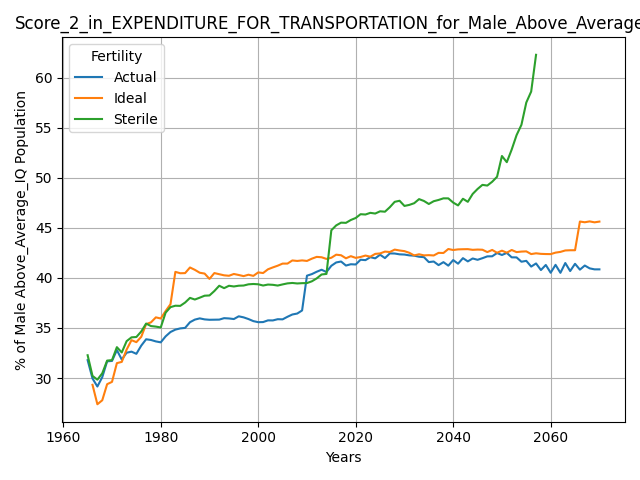 Score_2_in_EXPENDITURE_FOR_TRANSPORTATION_for_Male_Above_Average
Fertility
Actual
Ideal
Sterile
% of Male Above_Average_IQ Population
60
55
50
45
40
35
30
1960 1980 2000 2020 2040 2060
Years